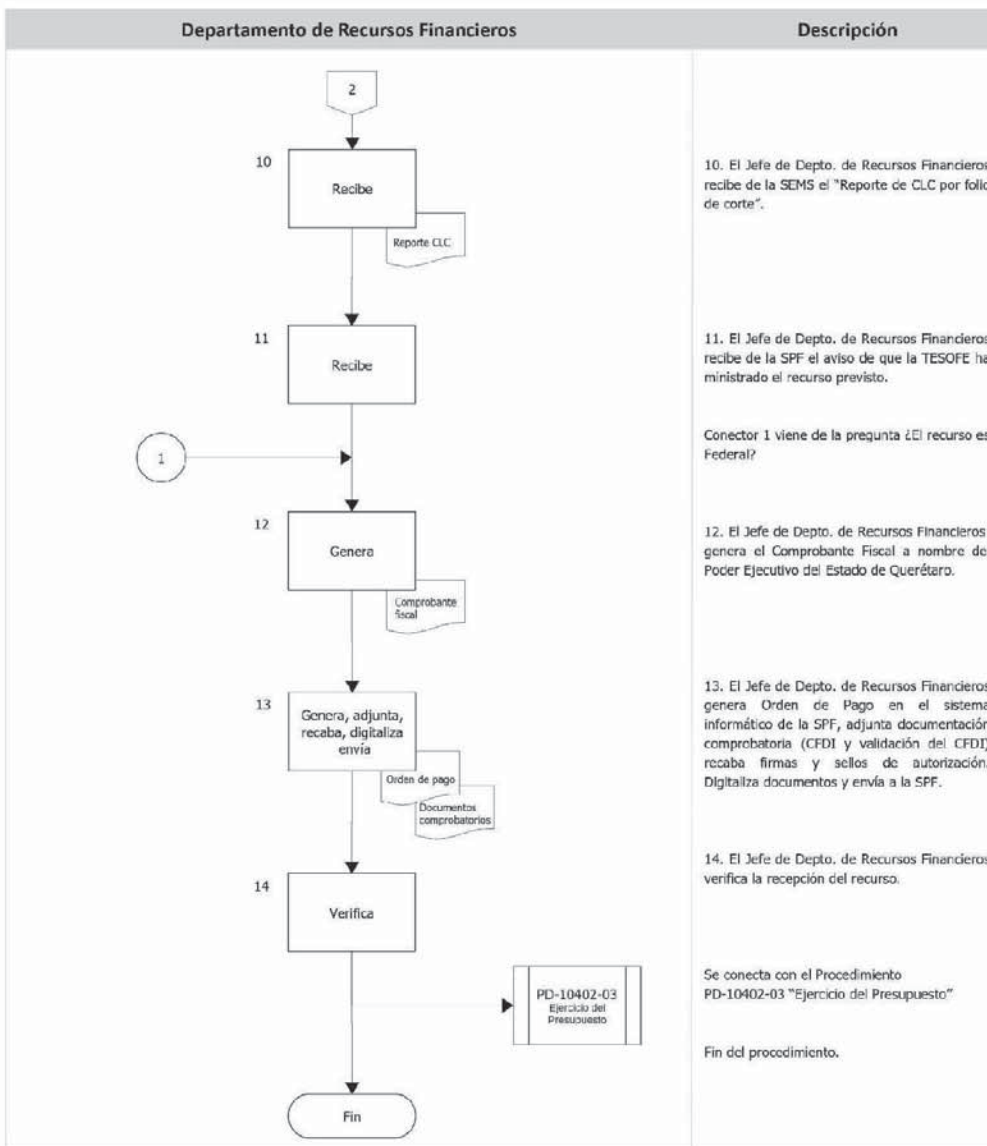 Departamento de Recursos Financieros
Descripción
2
10
Recibe
Reporte CLC
10. El Jefe de Depto. de Recursos Financieros
recibe de la SEMS el "Reporte de CLC por folio
de corte".
11
Recibe
11. El Jefe de Depto. de Recursos Financieros
recibe de la SPF el aviso de que la TESOFE ha
ministrado el recurso previsto.
1
Conector 1 viene de la pregunta ¿El recurso es
Federal?
12
Genera
Comprobante
fiscal
12. El Jefe de Depto. de Recursos Financieros
genera el Comprobante Fiscal a nombre de
Poder Ejecutivo del Estado de Querétaro.
13
Genera, adjunta,
recaba, digitaliza
envía
Orden de pago
Documentos
comprobatorios
13. El Jefe de Depto. de Recursos Financieros
genera Orden de Pago en el sistema
informático de la SPF, adjunta documentación
comprobatoria (CFDI y validación del CFDI)
recaba firmas y sellos de autorización.
Digitaliza documentos y envía a la SPF.
14
Verifica
14. El Jefe de Depto. de Recursos Financieros
verifica la recepción del recurso.
PD-10402-03
Ejercicio del
Presupuesto
Se conecta con el Procedimiento
PD-10402-03 "Ejercicio del Presupuesto"
Fin
Fin del procedimiento.